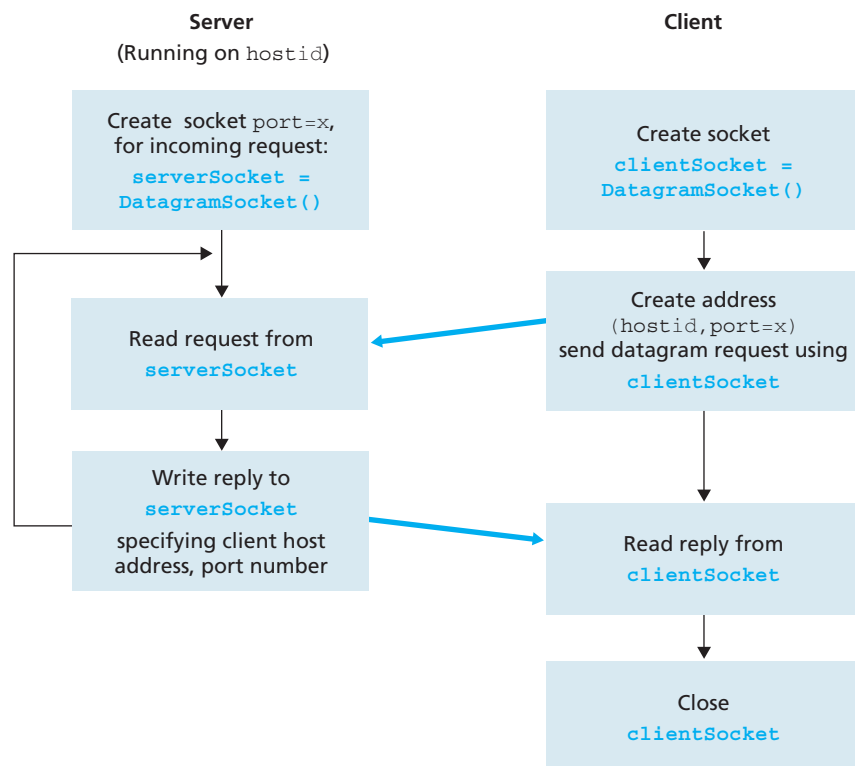 Server
(Running on hostid)
Client
Create socket port=x,
for incoming request:
serverSocket =
DatagramSocket()
Create socket
clientSocket =
DatagramSocket()
Read request from
serverSocket
Create address
(hostid,port=x)
send datagram request using
clientSocket
Write reply to
serverSocket
specifying client host
address, port number
Read reply from
clientSocket
Close
clientSocket